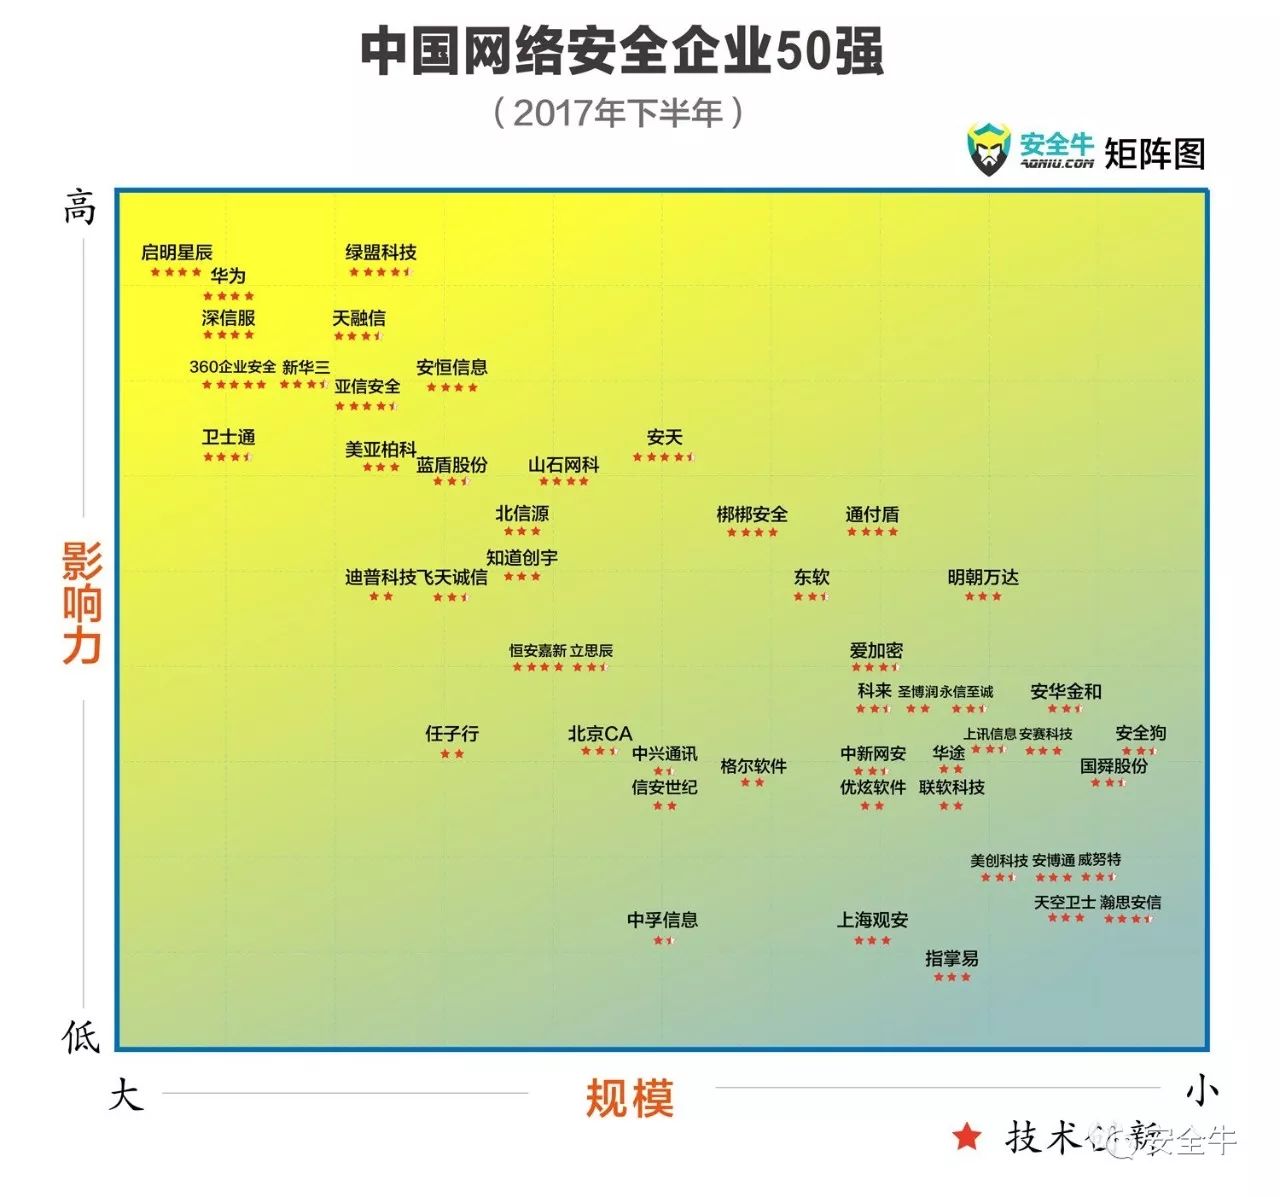 中国网络安全企业50强
（2017年下半年）
安全牛 矩阵图
AQNIU.COM
高
启明星辰 绿盟科技
华为
深信服 天融信
360企业安全 新华三 安恒信息
亚信安全
卫士通 安天
美亚柏科
蓝盾股份 山石网科
北信源 梆梆安全 通付盾
知道创宇
迪普科技 飞天诚信 东软 明朝万达
影响力
恒安嘉新 立思辰 爱加密
科来 圣博润 永信至诚 安华金和
任子行 北京CA 上讯信息 安赛科技 安全狗
中兴通讯 中新网安 华途
格尔软件 国舜股份
信安世纪 优炫软件 联软科技
美创科技 安博通 威努特
天空卫士 瀚思安信
中孚信息 上海观安
指掌易
低
大 规模 小
技术创新
安全牛